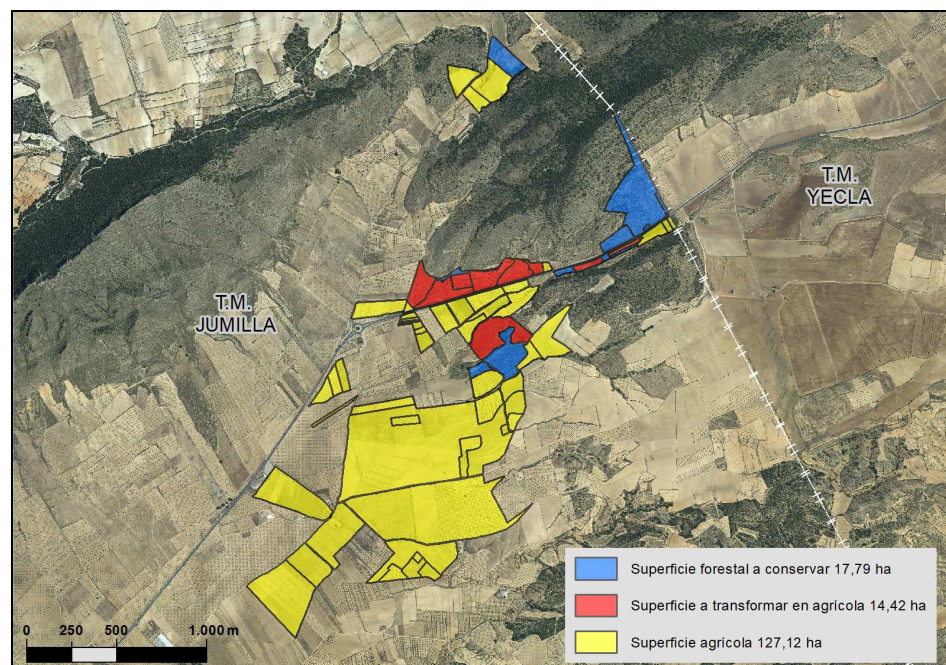 T.M.
YECLA
T.M.
JUMILLA
Superficie forestal a conservar 17,79 ha
Superficie a transformar en agrícola 14,42 ha
Superficie agrícola 127,12 ha
0 250 500 1.000 m